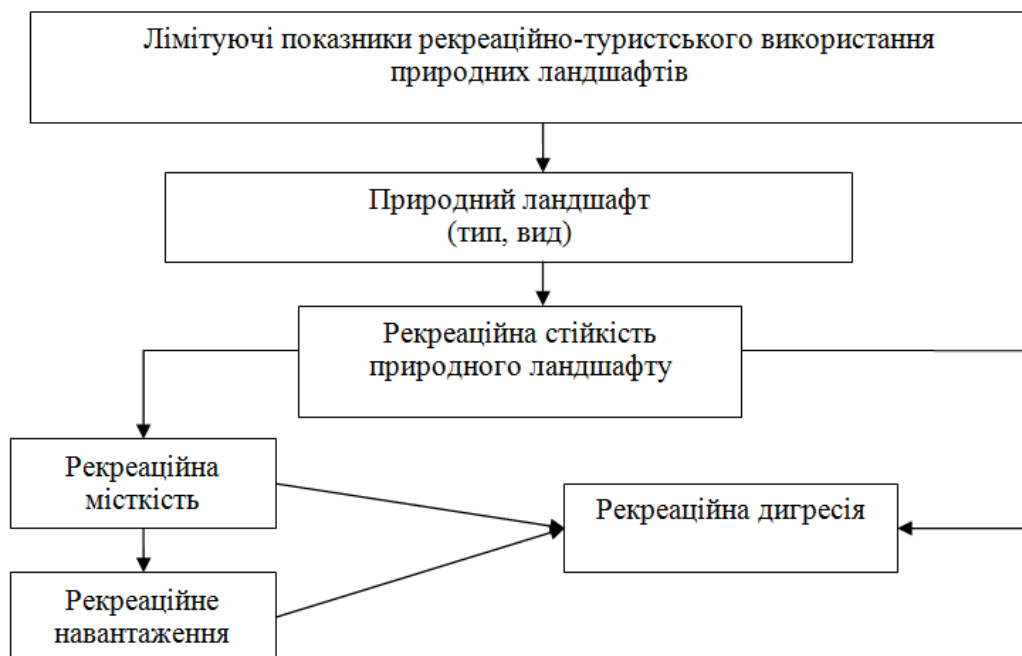 Лімітуючі показники рекреаційно-туристського використання
природних ландшафтів
Природний ландшафт
(тип, вид)
Рекреаційна стійкість
природного ландшафту
Рекреаційна
місткість
Рекреаційна дигресія
Рекреаційне
навантаження